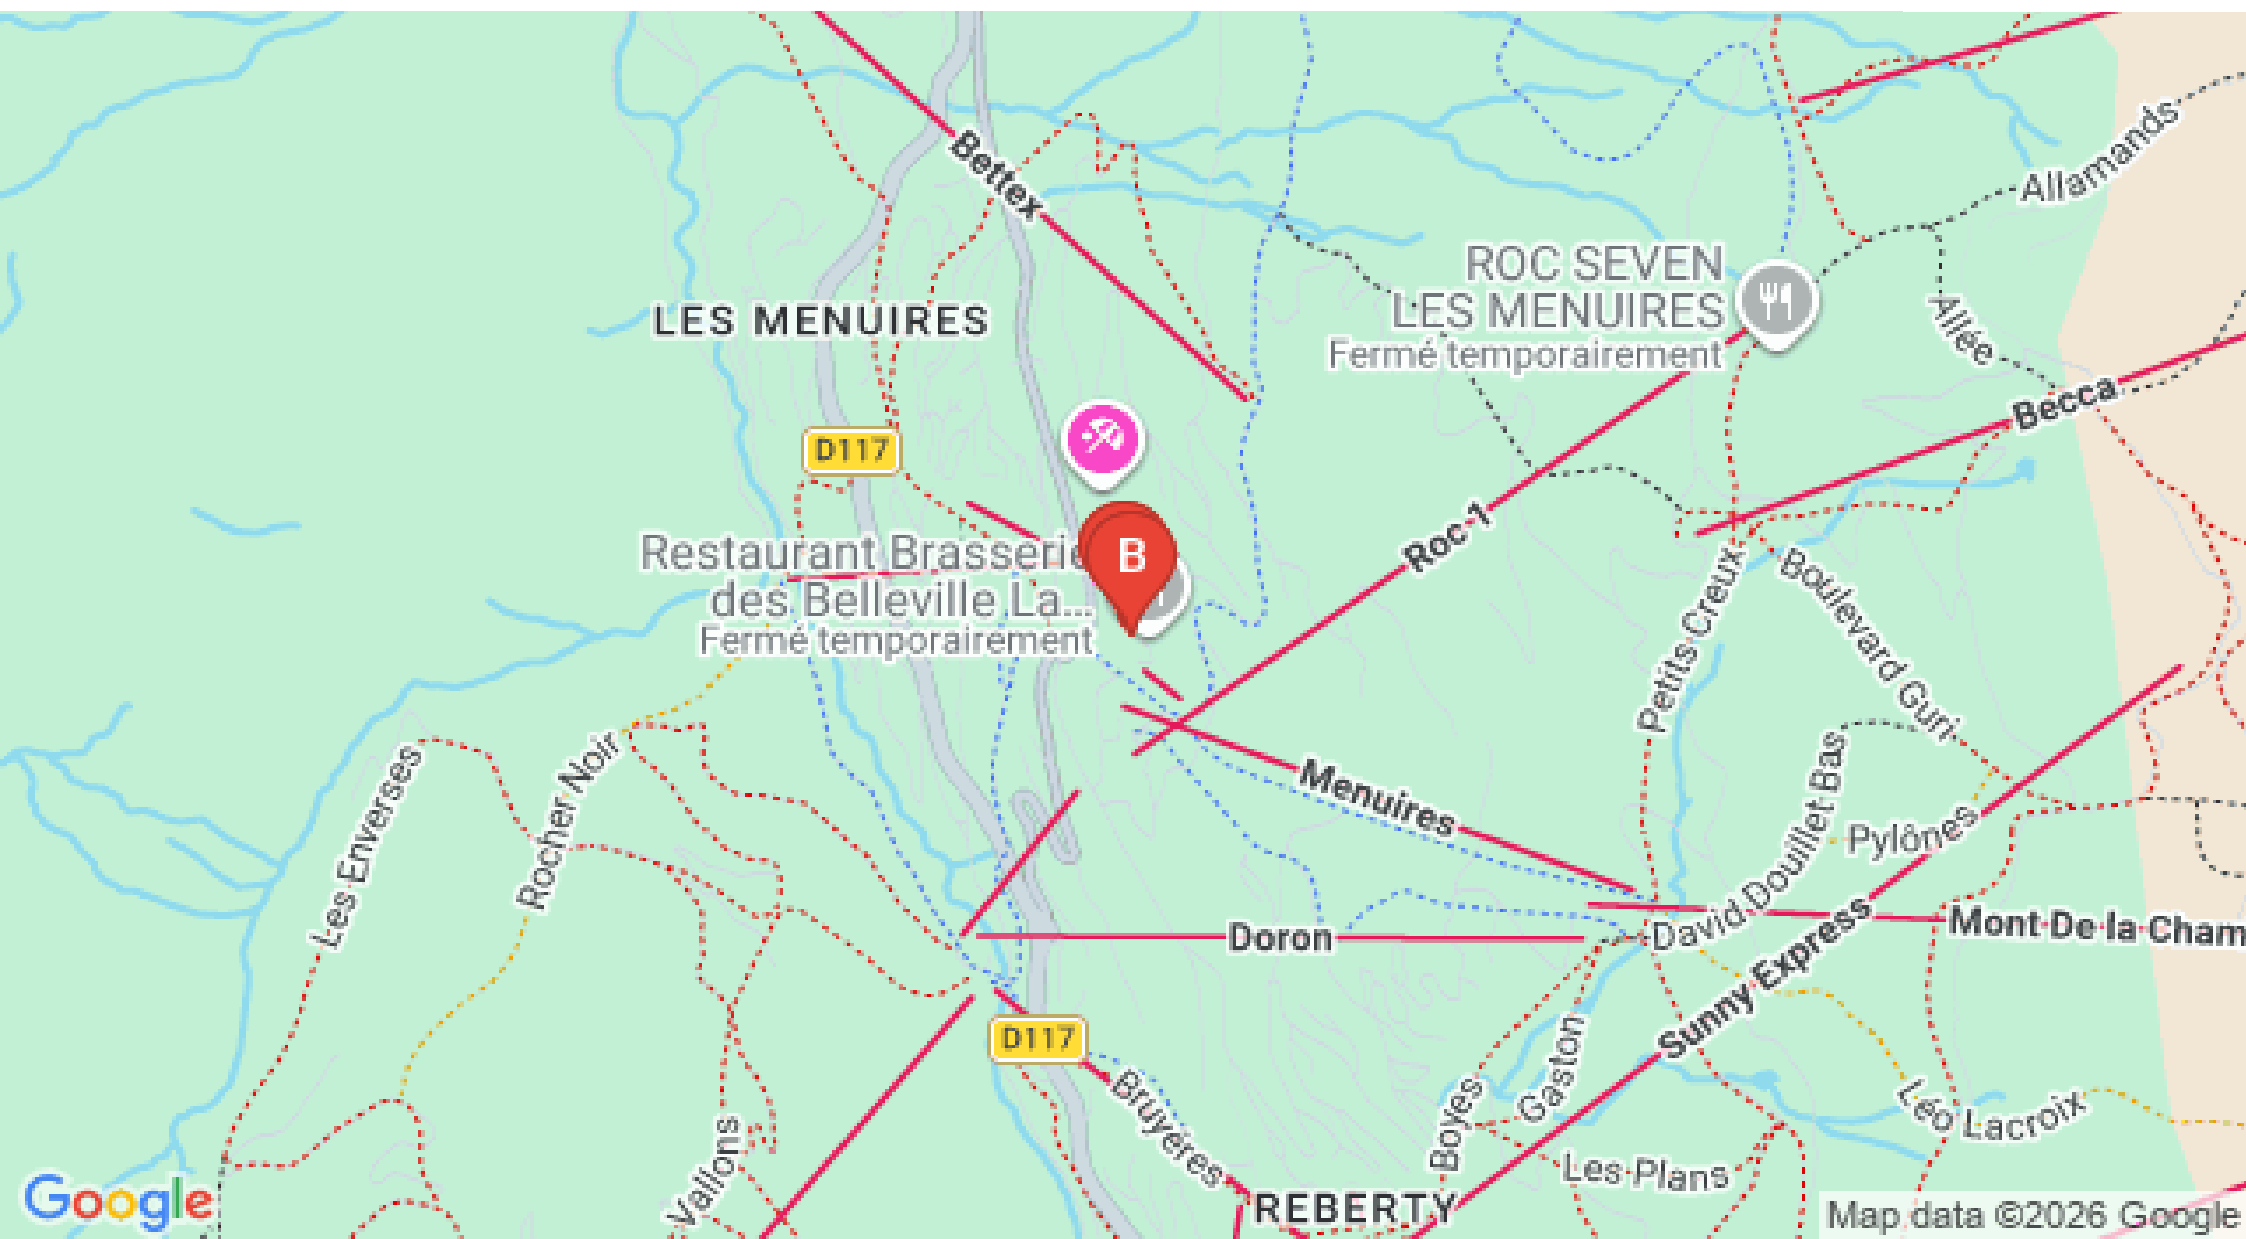 Allamands
Bettex
ROC SEVEN
LES MENUIRES
Fermé temporairement
LES MENUIRES
Allée
Becca
D117
Roc 1
Restaurant Brasserie
des Belleville La...
Fermé temporairement
B
Petits Creux
Boulevard Guri
Les Enverses
Rocher Noir
Menuires
David Douillet Bas
Pylônes
Doron
Mont De la Cham
Sunny Express
D117
Bruyères
Vallons
Boyes
Gaston
Léo Lacroix
Les Plans
REBERTY
Google
Map data ©2026 Google